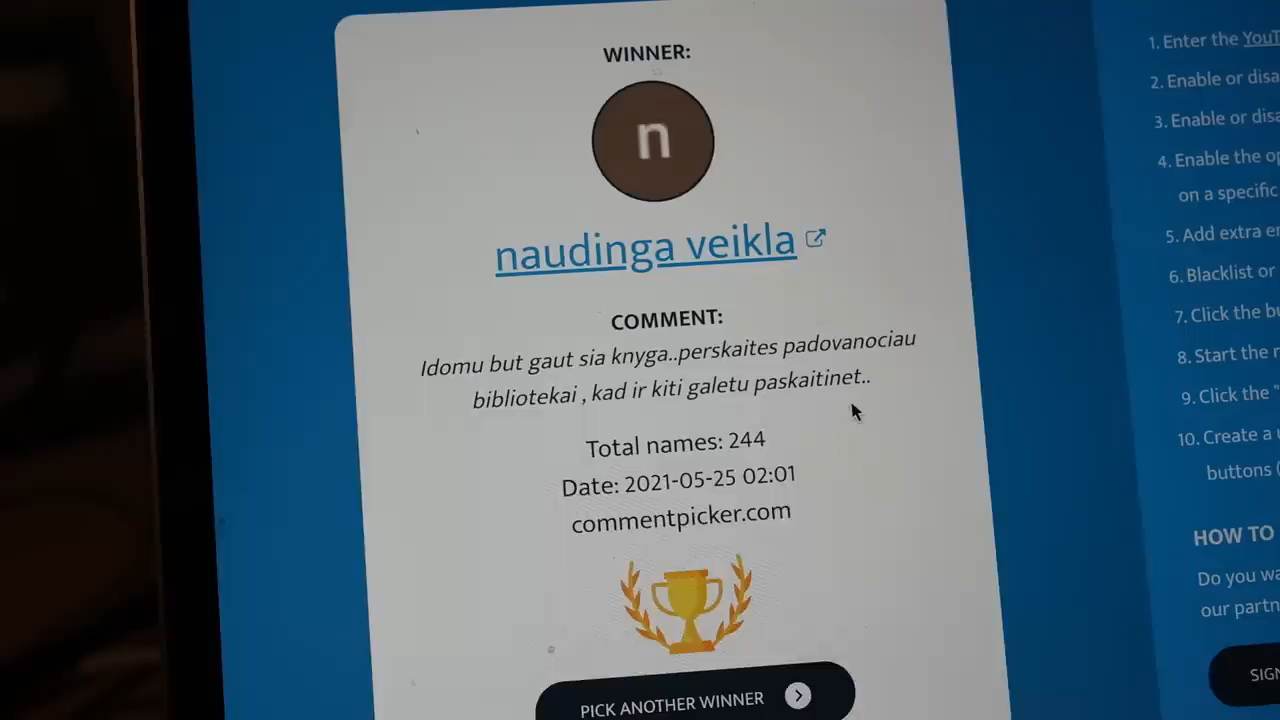 WINNER:
n
naudinga veikla
COMMENT:
Idomu but gaut sia knyga..perskaites padovanociau
bibliotekai , kad ir kiti galetu paskaitinet..
Total names: 244
Date: 2021-05-25 02:01
commentpicker.com
PICK ANOTHER WINNER
1. Enter the
2. Enable or
3. Enable or
4. Enable the
on a specific
5. Add extra
6. Blacklist or
7. Click the
8. Start the
9. Click the "
10. Create a
buttons (
HOW TO
Do you
our